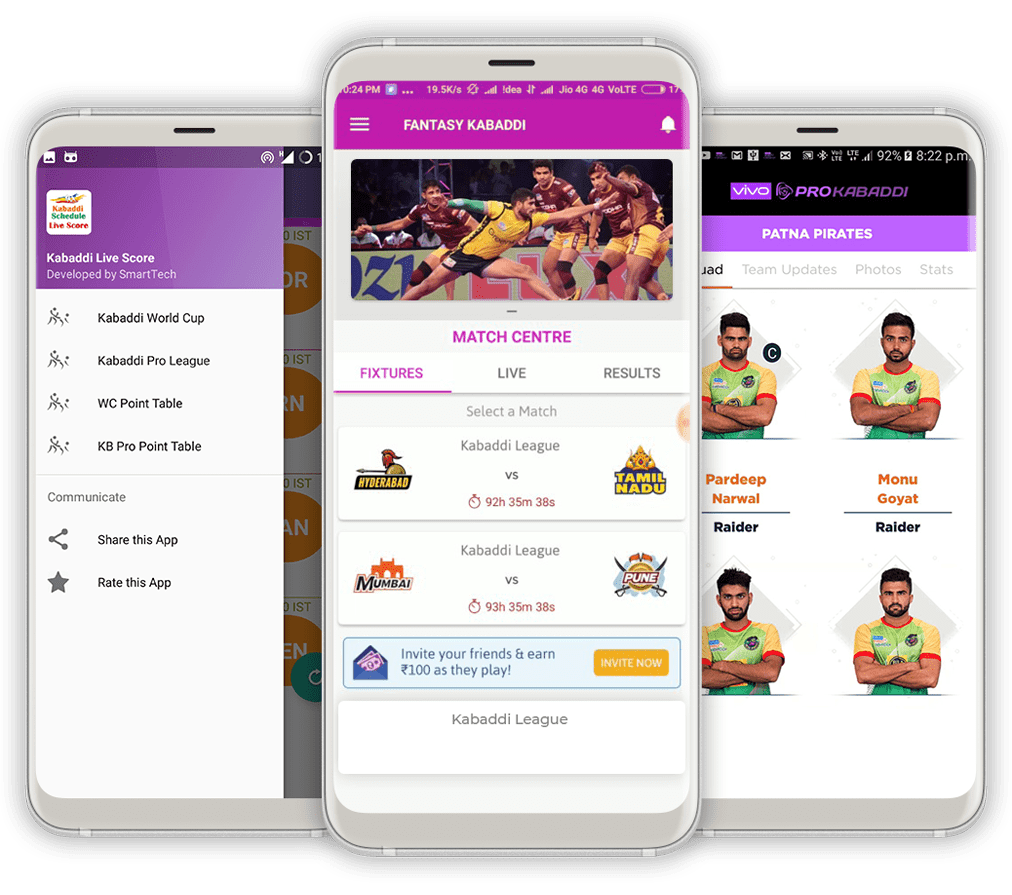 Kabaddi
Schedule
Live Score
Kabaddi Live Score
Developed by SmartTech
Kabaddi World Cup
Kabaddi Pro League
WC Point Table
KB Pro Point Table
Communicate
Share this App
Rate this App
0 IST
OR
0 IST
RN
0 IST
AN
0 IST
EN
0:24 PM ... 19.5K/s !dea Jio 4G 4G VoLTE 17
FANTASY KABADDI
MATCH CENTRE
FIXTURES LIVE RESULTS
Select a Match
Kabaddi League
HYDERABAD vs TAMIL NADU
92h 35m 38s
Kabaddi League
MUMBAI vs PUNE
93h 35m 38s
Invite your friends & earn
₹100 as they play!
INVITE NOW
Kabaddi League
92% 8:22 p.m.
vivo PROKABADDI
PATNA PIRATES
uad Team Updates Photos Stats
C
Pardeep
Narwal
Raider
Monu
Goyat
Raider